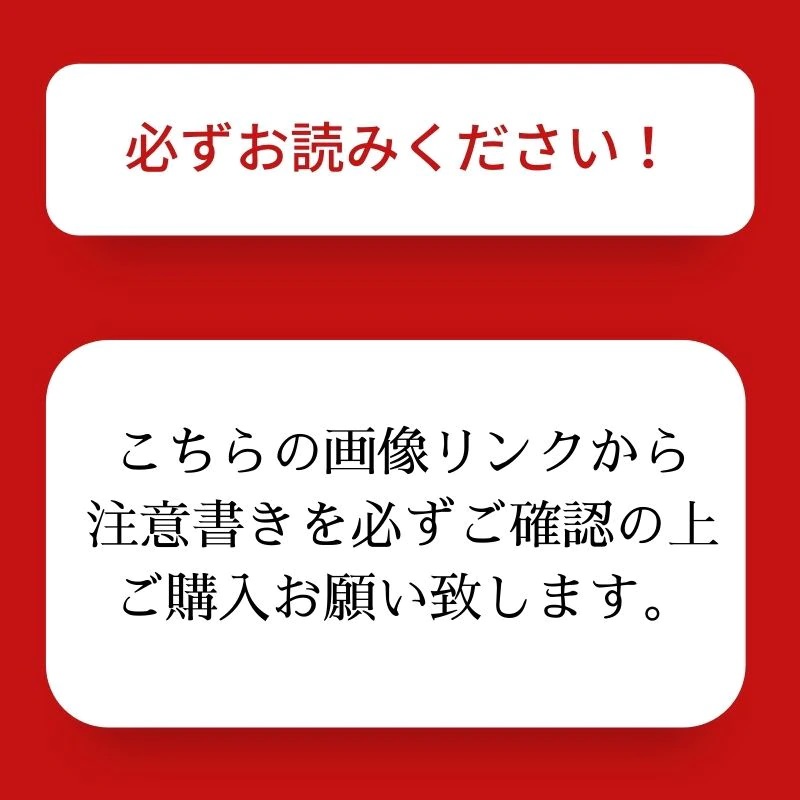 必ずお読みください！
こちらの画像リンクから
注意書きを必ずご確認の上
ご購入お願い致します。